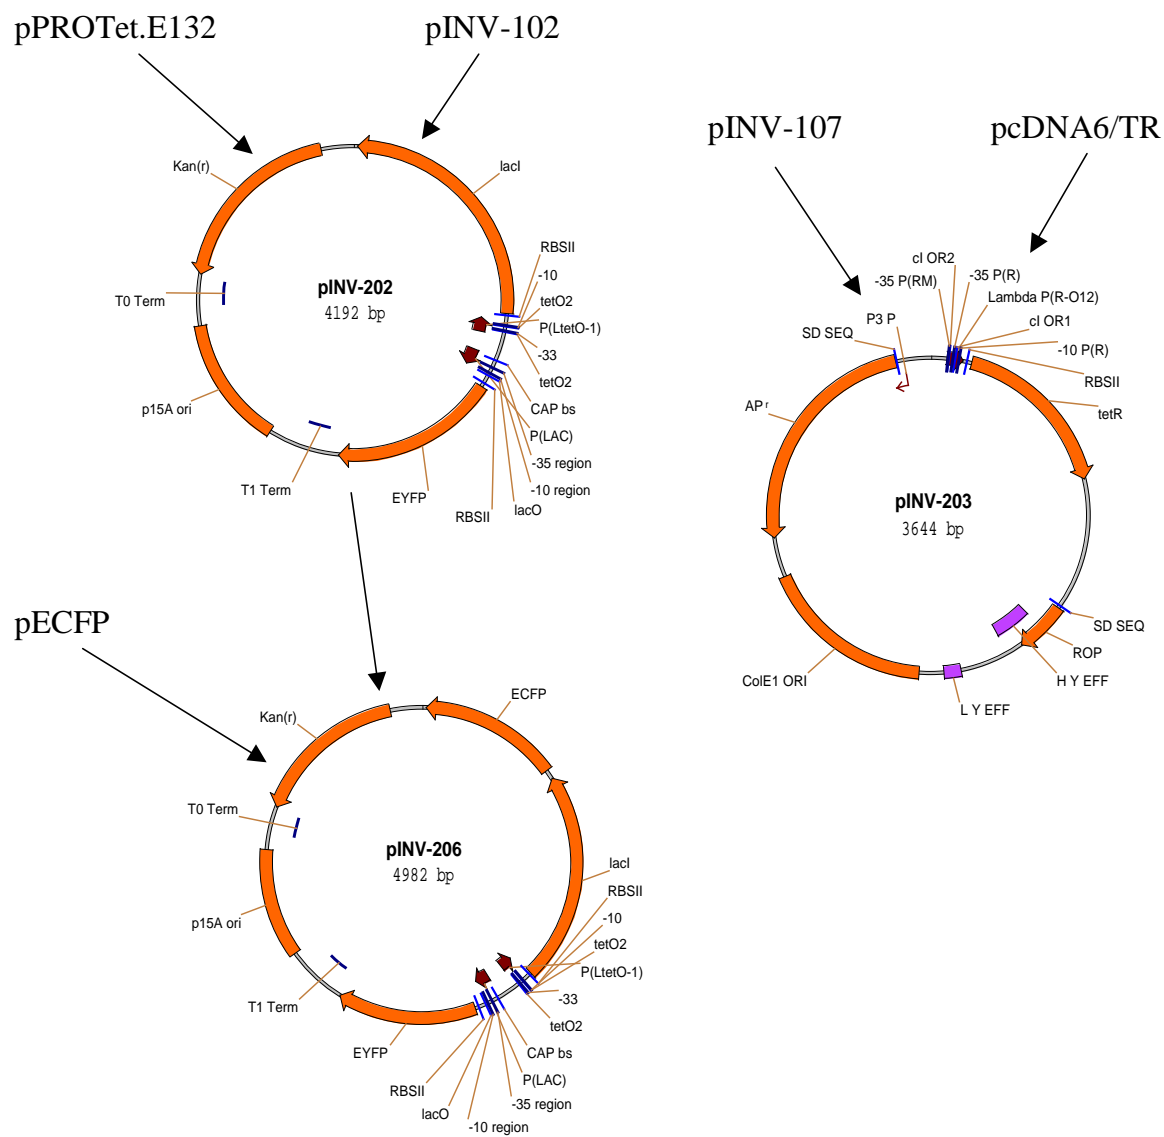 pPROTet.E132
pINV-102
Kan(r)
lacI
RBSII
-10
tetO2
P(LtetO-1)
-33
tetO2
CAP bs
P(LAC)
-35 region
-10 region
lacO
RBSII
EYFP
T1 Term
p15A ori
T0 Term
pINV-202
4192 bp
pINV-107
pcDNA6/TR
cI OR2
-35 P(R)
-35 P(RM)
Lambda P(R-O12)
P3 P
cI OR1
SD SEQ
-10 P(R)
RBSII
tetR
AP r
pINV-203
3644 bp
SD SEQ
ROP
H Y EFF
L Y EFF
ColE1 ORI
pECFP
Kan(r)
ECFP
T0 Term
pINV-206
4982 bp
lacI
RBSII
-10
tetO2
P(LtetO-1)
-33
tetO2
CAP bs
P(LAC)
-35 region
-10 region
lacO
RBSII
EYFP
T1 Term
p15A ori